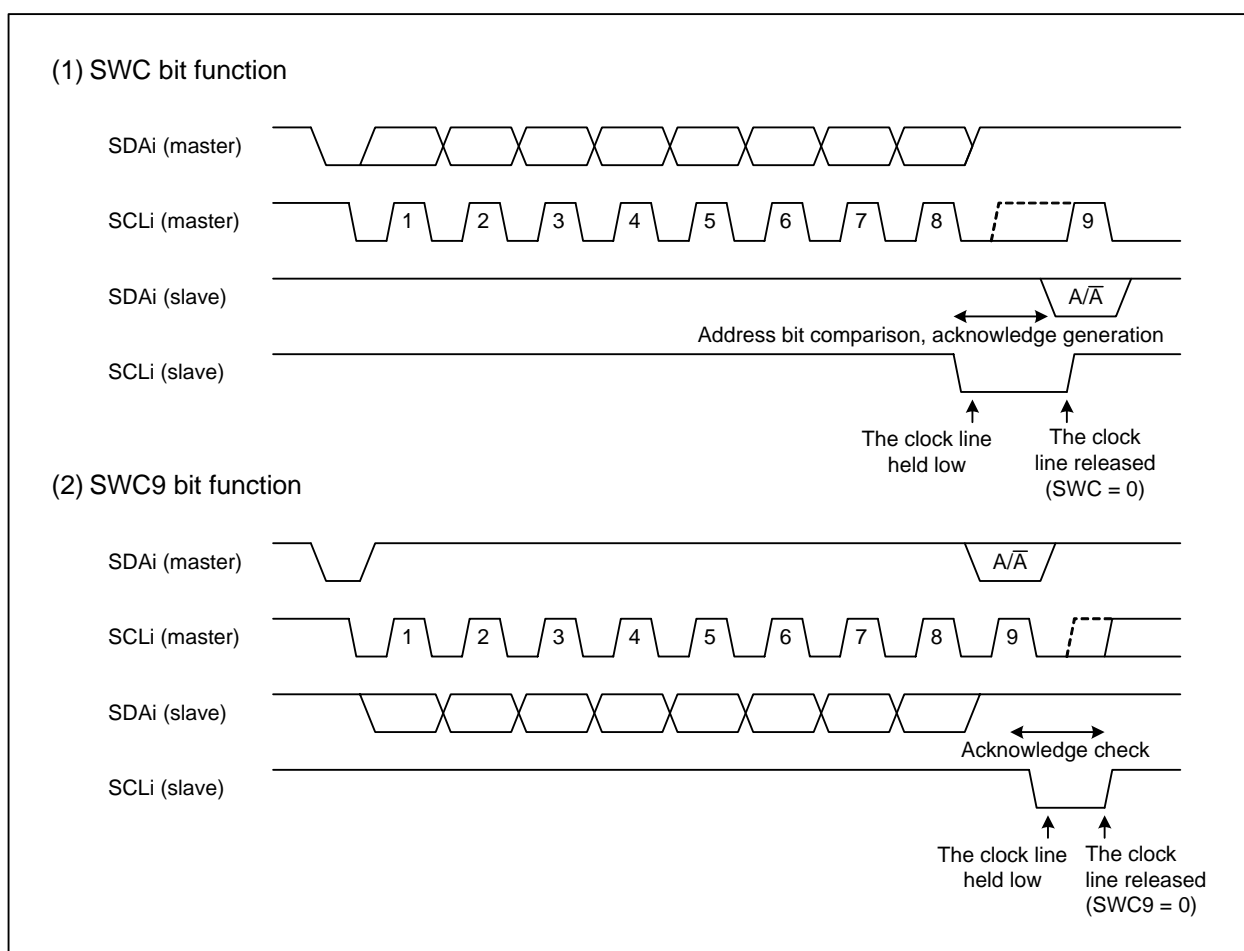 (1) SWC bit function
SDAi (master)
SCLi (master)
1 2 3 4 5 6 7 8 9
SDAi (slave)
A/A̅
Address bit comparison, acknowledge generation
SCLi (slave)
The clock line
held low
The clock
line released
(SWC = 0)
(2) SWC9 bit function
SDAi (master)
A/A̅
SCLi (master)
1 2 3 4 5 6 7 8 9
SDAi (slave)
Acknowledge check
SCLi (slave)
The clock line
held low
The clock
line released
(SWC9 = 0)